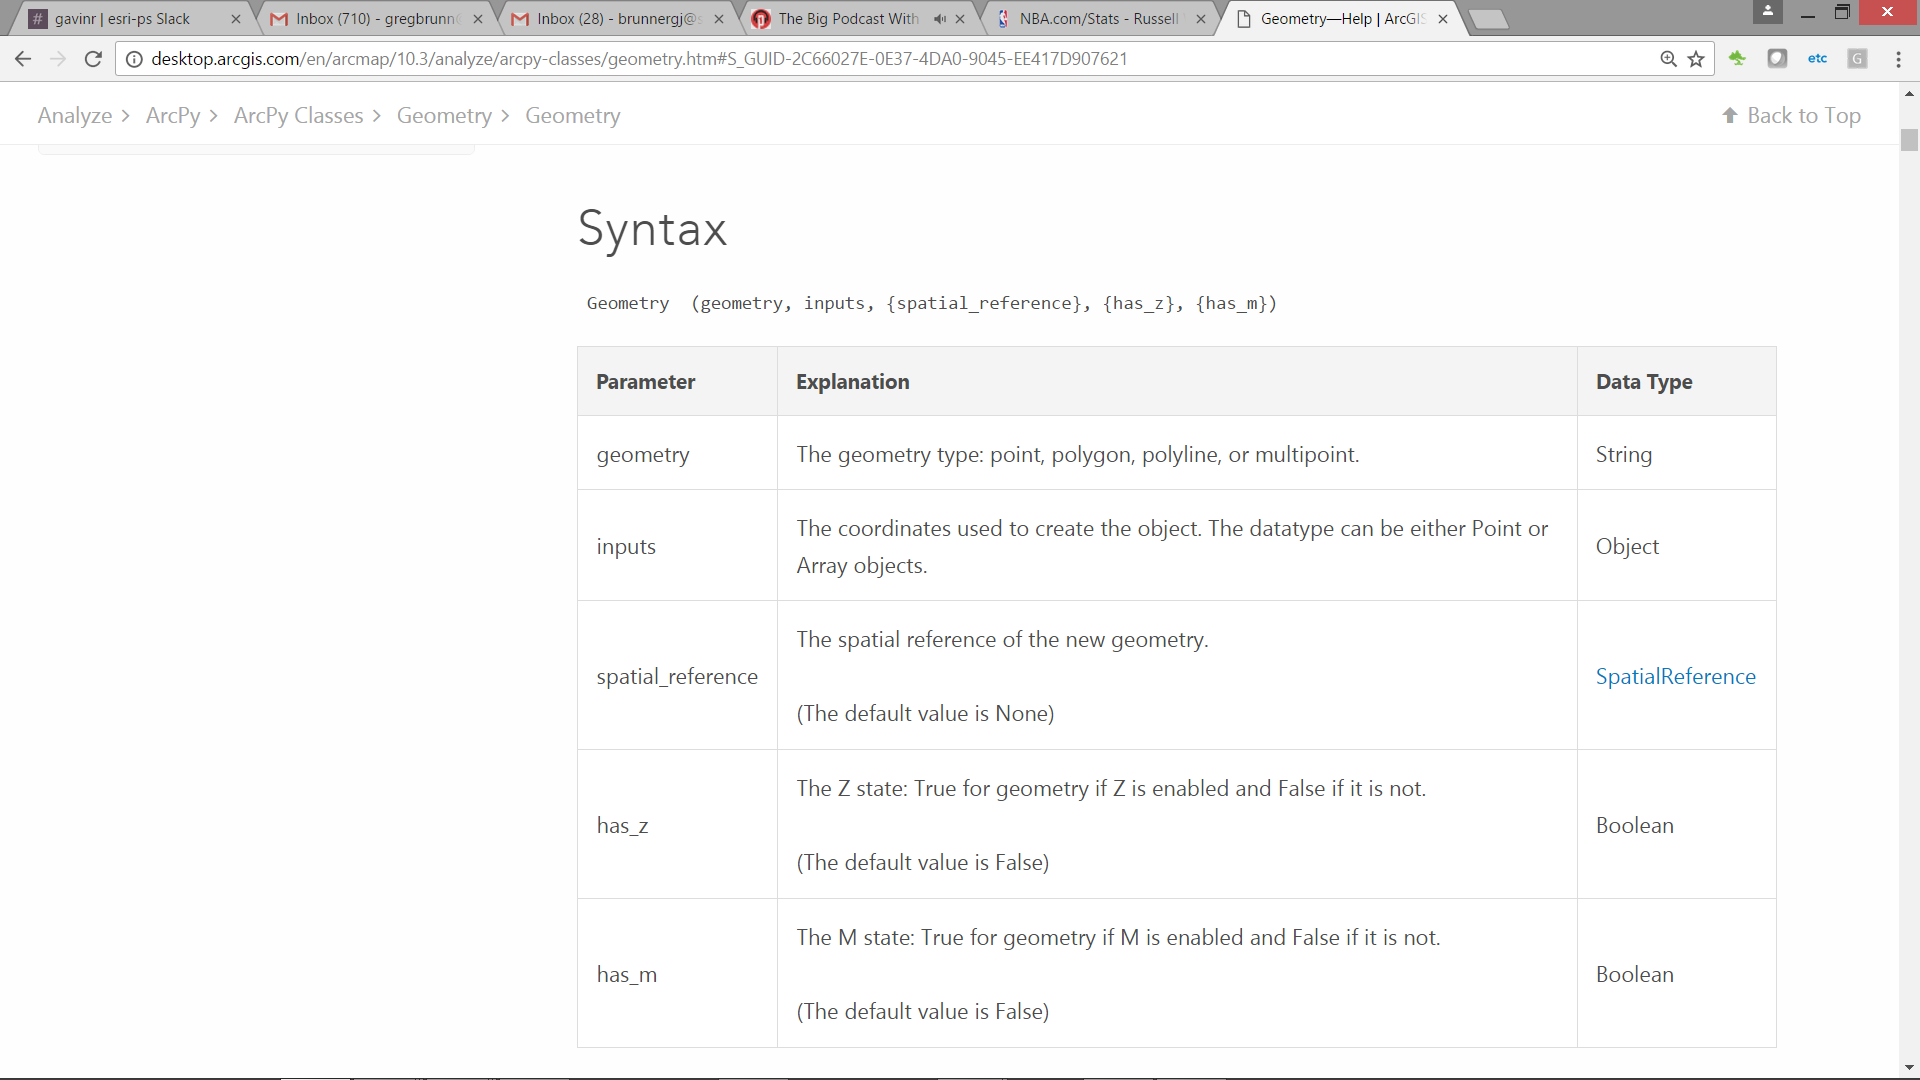 gavinr | esri-ps Slack
Inbox (710) - gregbrunn
Inbox (28) - brunnergj@
The Big Podcast With
NBA.com/Stats - Russell
Geometry—Help | ArcGIS
desktop.arcgis.com/en/arcmap/10.3/analyze/arcpy-classes/geometry.htm#S_GUID-2C66027E-0E37-4DA0-9045-EE417D907621
etc
G
Analyze > ArcPy > ArcPy Classes > Geometry > Geometry
Back to Top
Syntax
Geometry (geometry, inputs, {spatial_reference}, {has_z}, {has_m})
Parameter Explanation Data Type
geometry The geometry type: point, polygon, polyline, or multipoint. String
inputs The coordinates used to create the object. The datatype can be either Point or
Array objects. Object
spatial_reference The spatial reference of the new geometry.
(The default value is None) SpatialReference
has_z The Z state: True for geometry if Z is enabled and False if it is not.
(The default value is False) Boolean
has_m The M state: True for geometry if M is enabled and False if it is not.
(The default value is False) Boolean